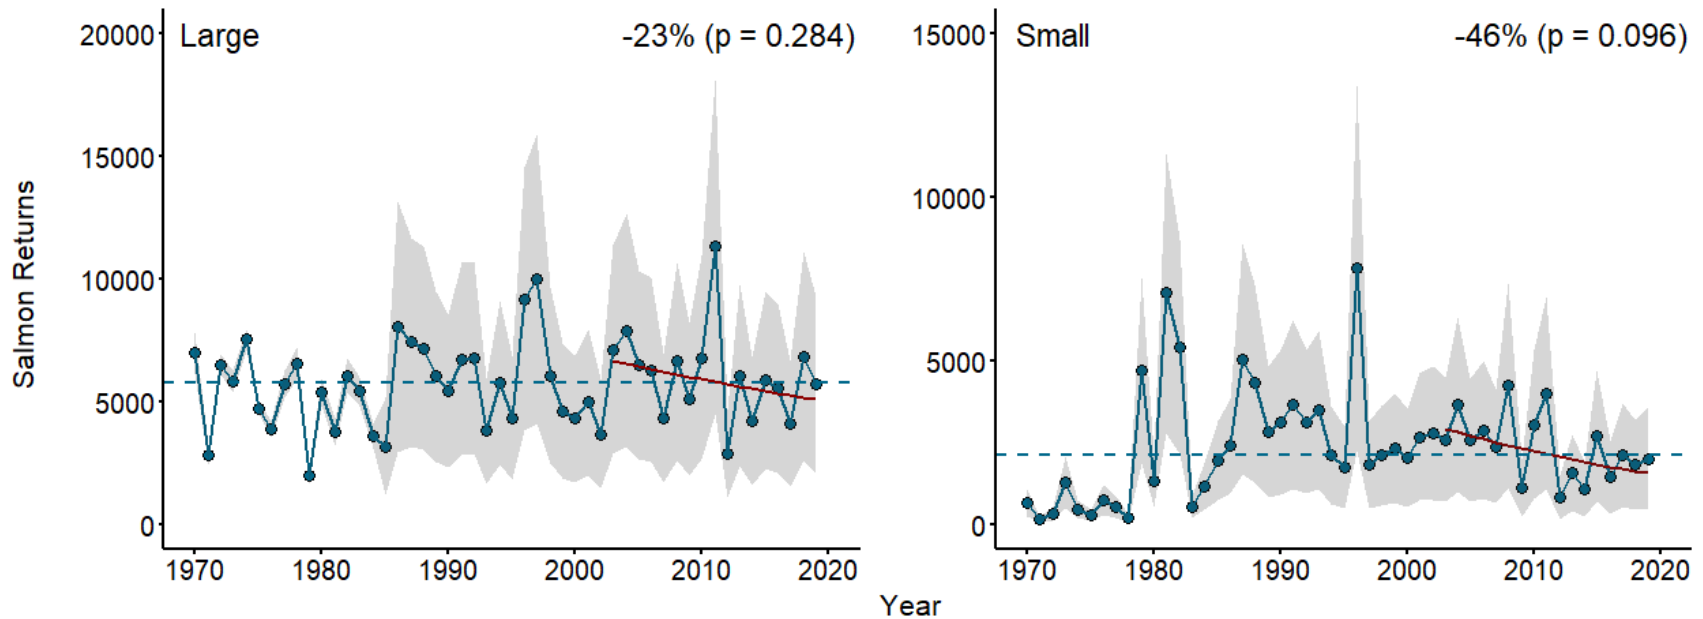 Large
-23% (p = 0.284)
Small
-46% (p = 0.096)
Salmon Returns
20000
15000
10000
5000
0
15000
10000
5000
0
1970 1980 1990 2000 2010 2020
1970 1980 1990 2000 2010 2020
Year